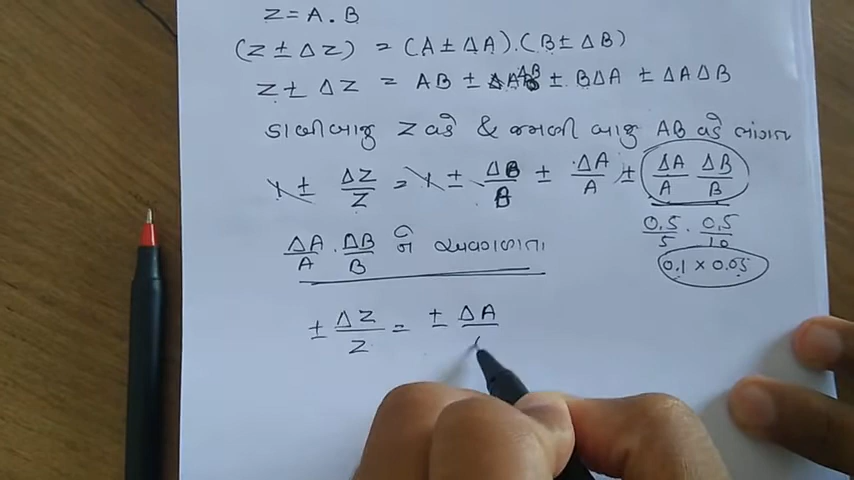 Z = A . B
(Z ± ΔZ) = (A ± ΔA) . (B ± ΔB)
Z ± ΔZ = AB ± AΔB ± BΔA ± ΔAΔB
ડાબીબાજુ Z વડે & જમણી બાજુ AB વડે ભાગતા
1 ± ΔZ/Z = 1 ± ΔB/B ± ΔA/A ± ΔA/A ΔB/B
0.5/5 . 0.5/10
0.1 × 0.05
ΔA/A . ΔB/B ને અવગણતા
± ΔZ/Z = ± ΔA